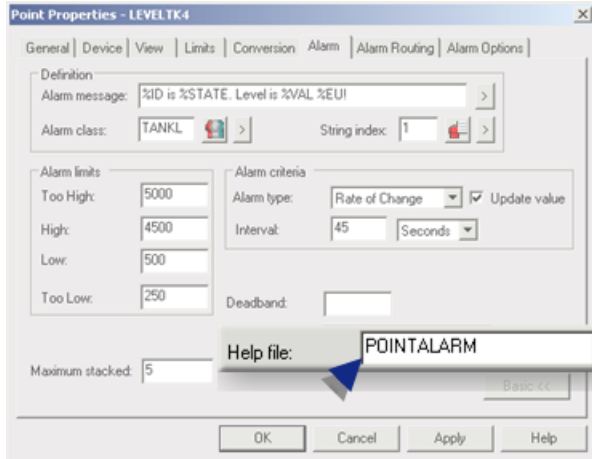 Point Properties - LEVELTK4
General Device View Limits Conversion Alarm Alarm Routing Alarm Options
Definition
Alarm message: %ID is %STATE. Level is %VAL %EU!
Alarm class: TANKL String index: 1
Alarm limits
Too High: 5000
High: 4500
Low: 500
Too Low: 250
Alarm criteria
Alarm type: Rate of Change Update value
Interval: 45 Seconds
Deadband:
Help file: POINTALARM
Maximum stacked: 5
Basic <<
OK Cancel Apply Help